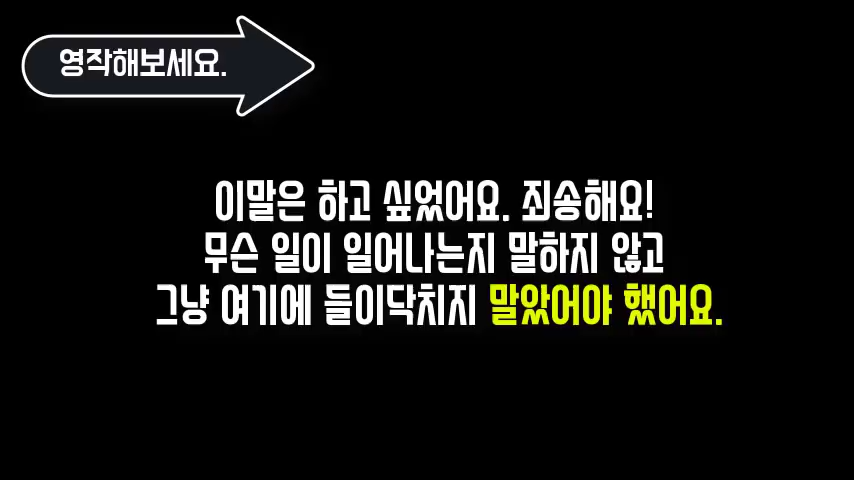 영작해보세요.
이말은 하고 싶었어요. 죄송해요!
무슨 일이 일어나는지 말하지 않고
그냥 여기에 들이닥치지 말았어야 했어요.